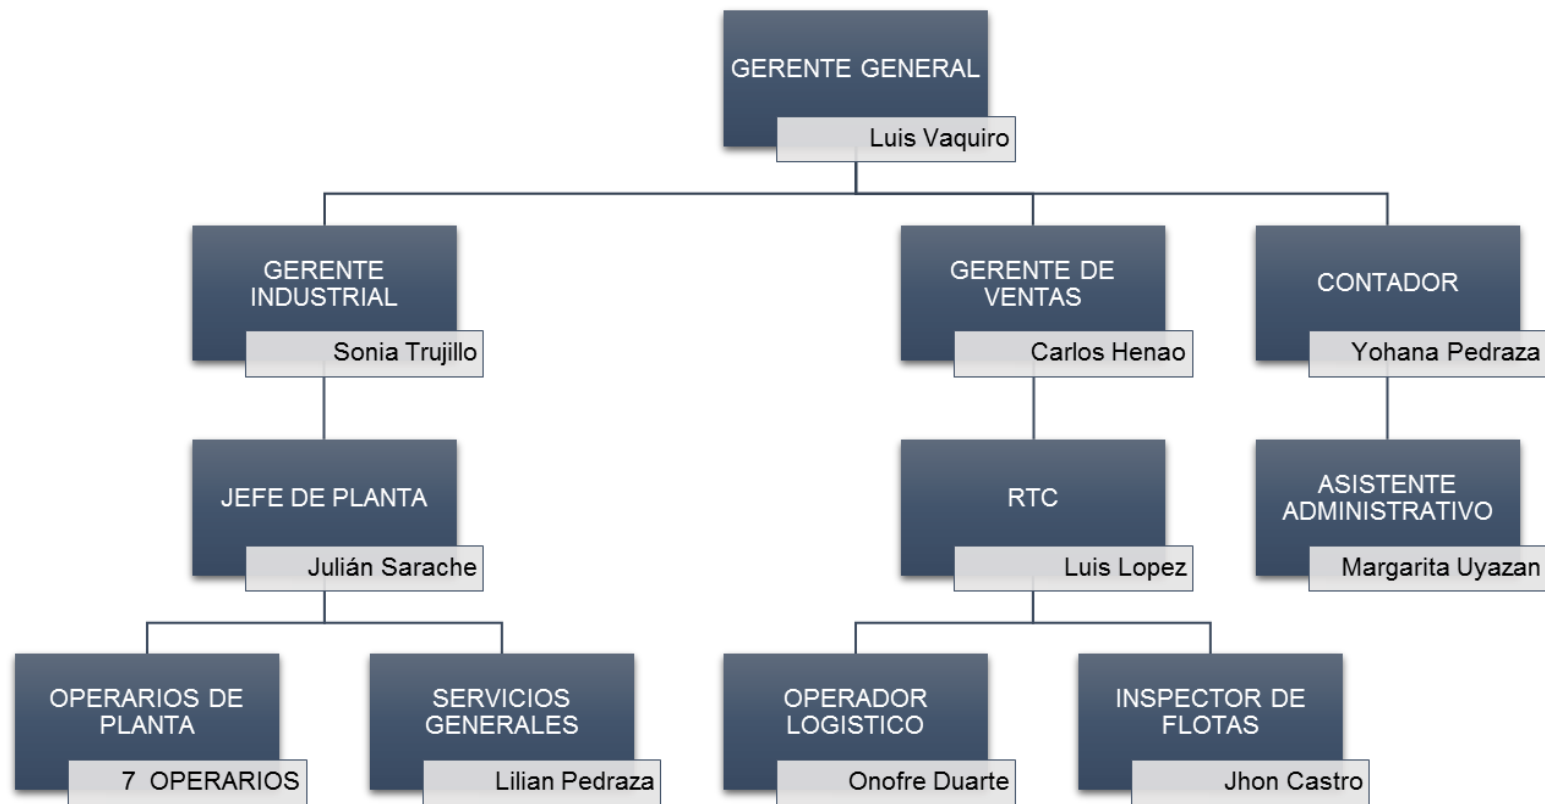 GERENTE GENERAL
Luis Vaquiro
GERENTE
INDUSTRIAL
Sonia Trujillo
GERENTE DE
VENTAS
Carlos Henao
CONTADOR
Yohana Pedraza
JEFE DE PLANTA
Julián Sarache
RTC
Luis Lopez
ASISTENTE
ADMINISTRATIVO
Margarita Uyazan
OPERARIOS DE
PLANTA
7 OPERARIOS
SERVICIOS
GENERALES
Lilian Pedraza
OPERADOR
LOGISTICO
Onofre Duarte
INSPECTOR DE
FLOTAS
Jhon Castro